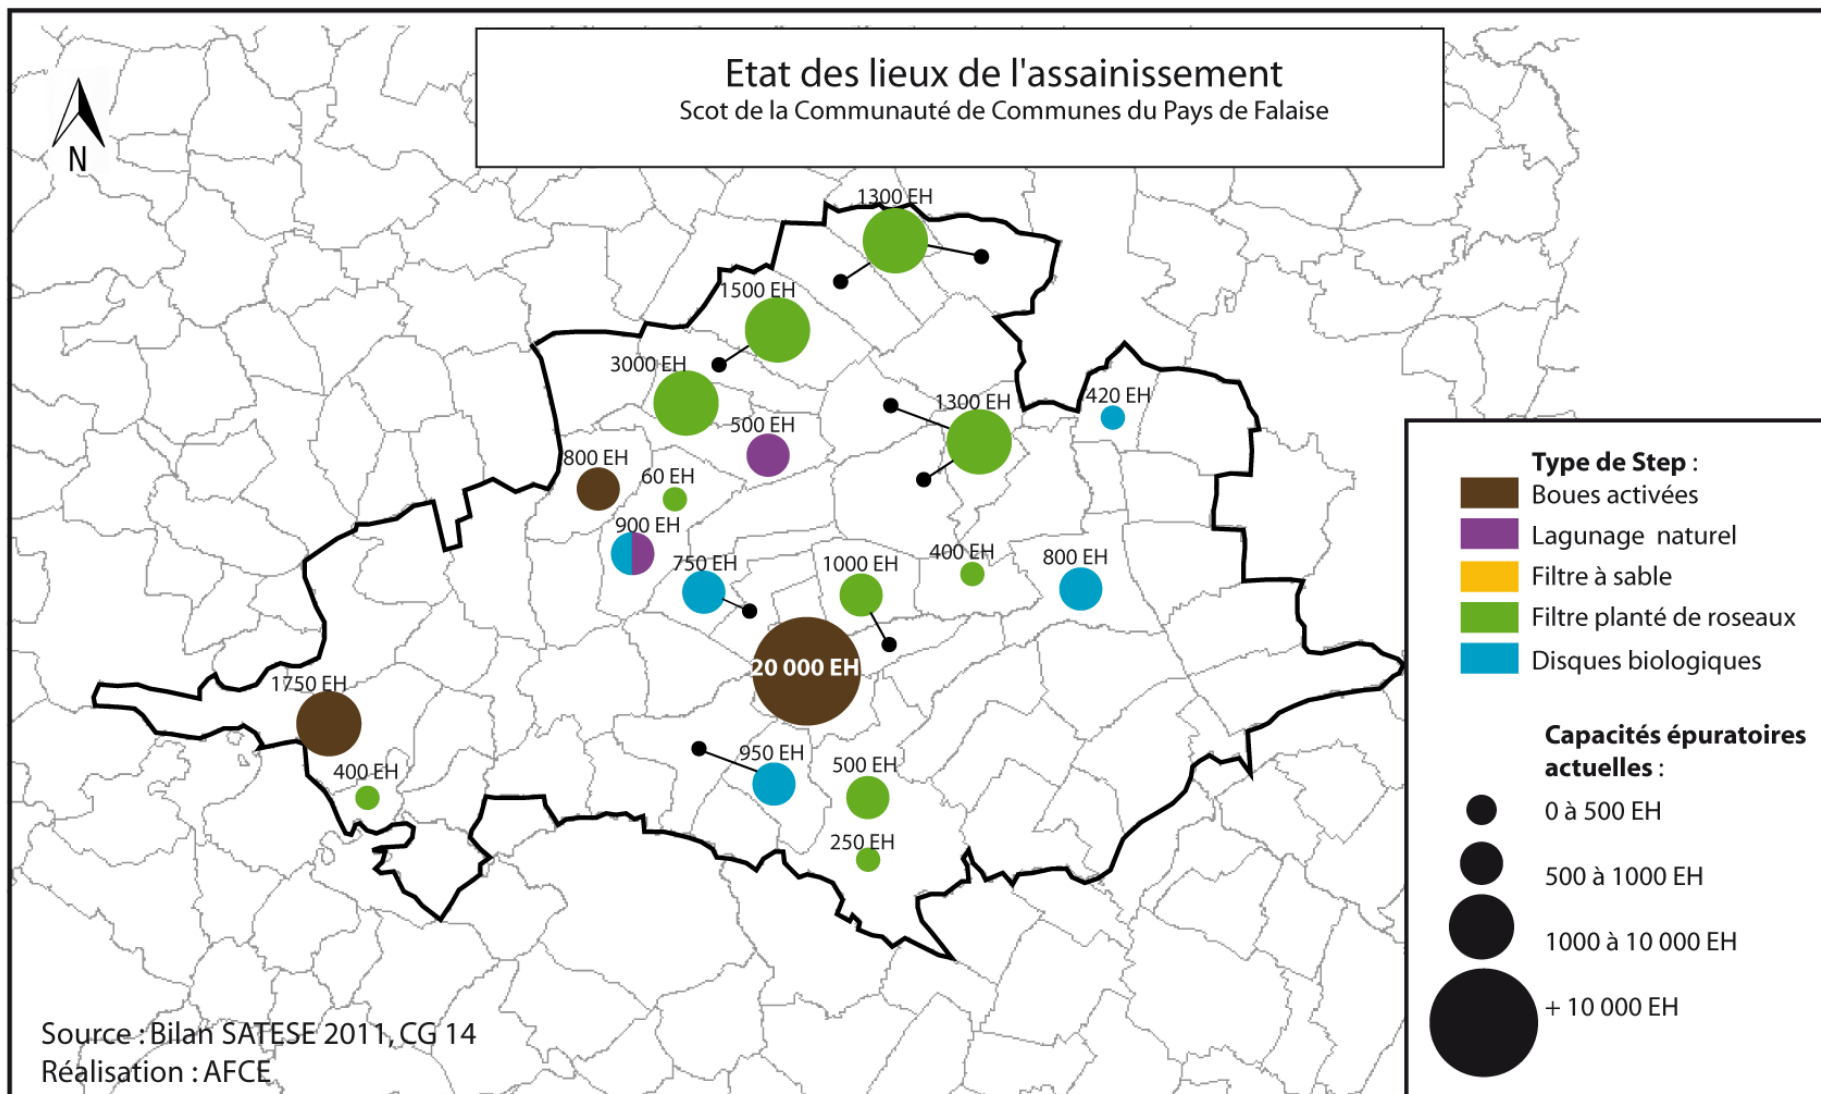 Etat des lieux de l'assainissement
Scot de la Communauté de Communes du Pays de Falaise
N
1300 EH
1500 EH
3000 EH
500 EH
1300 EH
420 EH
800 EH
60 EH
900 EH
750 EH
1000 EH
400 EH
800 EH
20 000 EH
1750 EH
400 EH
950 EH
500 EH
250 EH
Type de Step :
Boues activées
Lagunage naturel
Filtre à sable
Filtre planté de roseaux
Disques biologiques
Capacités épuratoires
actuelles :
0 à 500 EH
500 à 1000 EH
1000 à 10 000 EH
+ 10 000 EH
Source : Bilan SATESE 2011, CG 14
Réalisation : AFCE